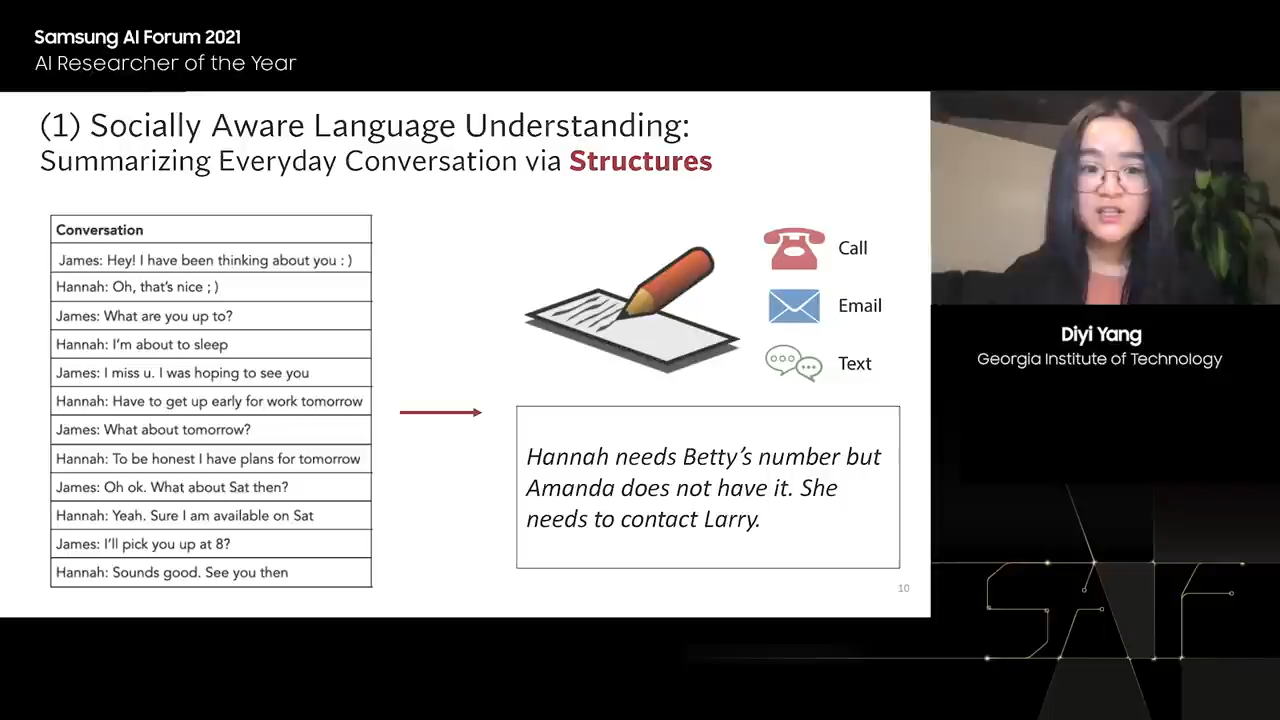 Samsung AI Forum 2021
AI Researcher of the Year
(1) Socially Aware Language Understanding:
Summarizing Everyday Conversation via Structures
Conversation
James: Hey! I have been thinking about you : )
Hannah: Oh, that's nice ; )
James: What are you up to?
Hannah: I'm about to sleep
James: I miss u. I was hoping to see you
Hannah: Have to get up early for work tomorrow
James: What about tomorrow?
Hannah: To be honest I have plans for tomorrow
James: Oh ok. What about Sat then?
Hannah: Yeah. Sure I am available on Sat
James: I'll pick you up at 8?
Hannah: Sounds good. See you then
Call
Email
Text
Hannah needs Betty's number but
Amanda does not have it. She
needs to contact Larry.
10
Diyi Yang
Georgia Institute of Technology
SAF